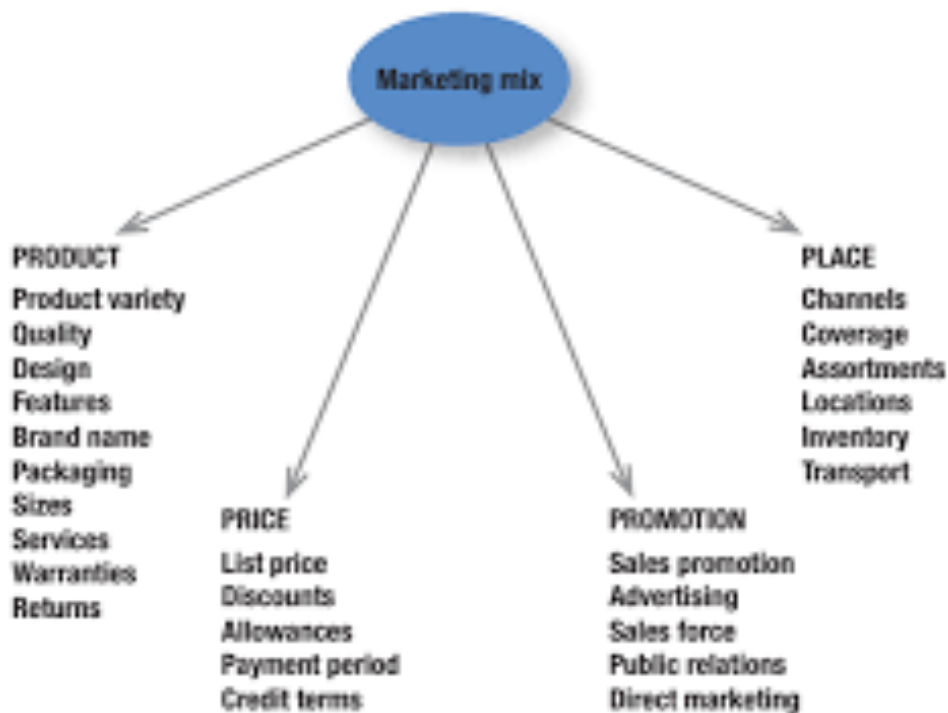 Marketing mix
PRODUCT
Product variety
Quality
Design
Features
Brand name
Packaging
Sizes
Services
Warranties
Returns
PRICE
List price
Discounts
Allowances
Payment period
Credit terms
PROMOTION
Sales promotion
Advertising
Sales force
Public relations
Direct marketing
PLACE
Channels
Coverage
Assortments
Locations
Inventory
Transport